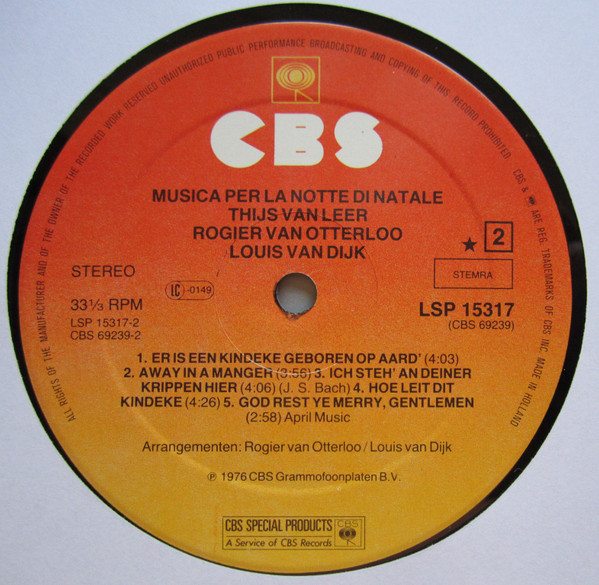 ALL RIGHTS OF THE MANUFACTURER AND OF THE OWNER OF THE RECORDED WORK RESERVED UNAUTHORIZED PUBLIC PERFORMANCE BROADCASTING AND COPYING OF THIS RECORD PROHIBITED CBS & ARE REG. TRADEMARKS OF CBS INC. MADE IN HOLLAND
CBS
MUSICA PER LA NOTTE DI NATALE
THIJS VAN LEER
ROGIER VAN OTTERLOO
LOUIS VAN DIJK
★ 2
STEREO
STEMRA
33⅓ RPM
IC -0149
LSP 15317-2
CBS 69239-2
LSP 15317
(CBS 69239)
1. ER IS EEN KINDEKE GEBOREN OP AARD' (4:03)
2. AWAY IN A MANGER (3:56) 3. ICH STEH' AN DEINER
KRIPPEN HIER (4:06) (J. S. Bach) 4. HOE LEIT DIT
KINDEKE (4:26) 5. GOD REST YE MERRY, GENTLEMEN
(2:58) April Music
Arrangementen: Rogier van Otterloo/Louis van Dijk
℗ 1976 CBS Grammofoonplaten B.V.
CBS SPECIAL PRODUCTS
A Service of CBS Records
CBS